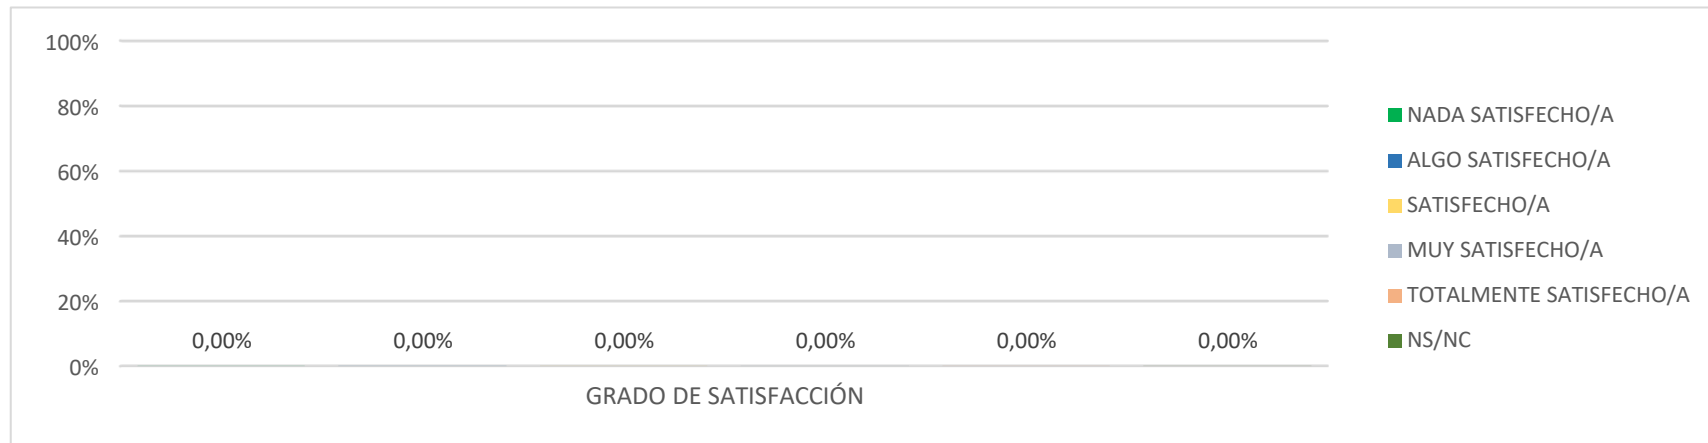 100%
80%
60%
40%
20%
0%
0,00% 0,00% 0,00% 0,00% 0,00% 0,00%
GRADO DE SATISFACCIÓN
NADA SATISFECHO/A
ALGO SATISFECHO/A
SATISFECHO/A
MUY SATISFECHO/A
TOTALMENTE SATISFECHO/A
NS/NC